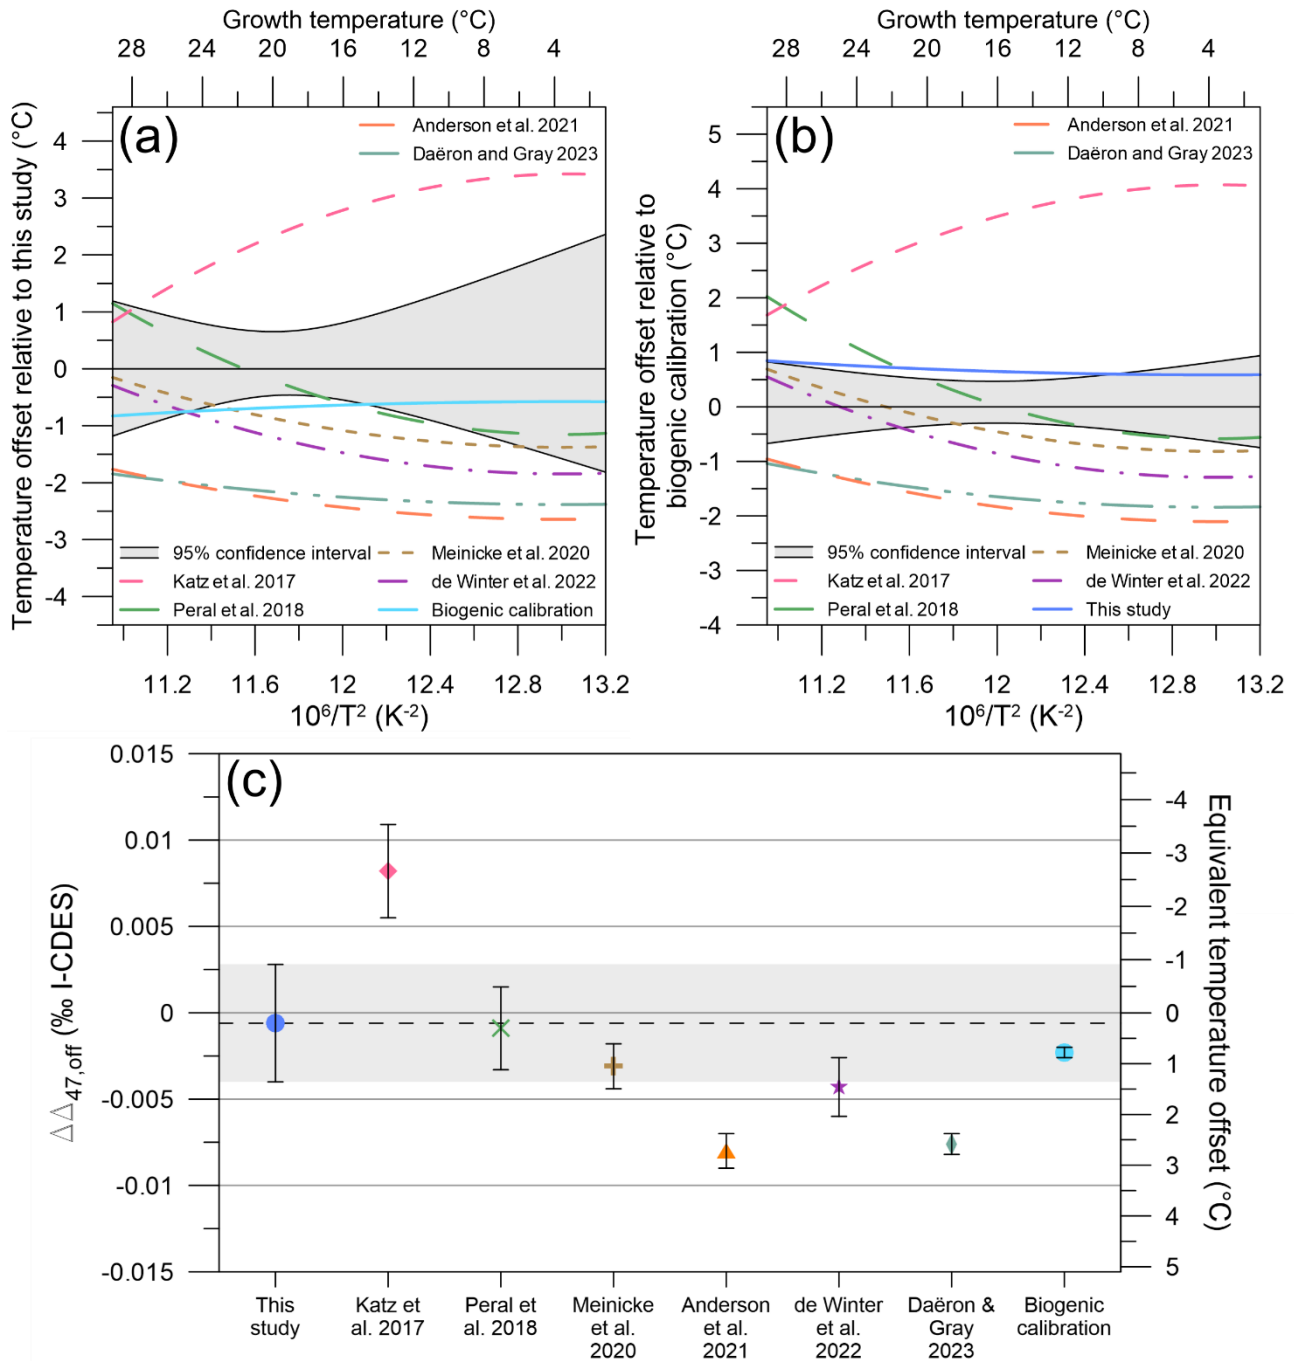 Growth temperature (°C)
28 24 20 16 12 8 4
(a)
Anderson et al. 2021
Daëron and Gray 2023
Temperature offset relative to this study (°C)
4
3
2
1
0
-1
-2
-3
-4
95% confidence interval
Katz et al. 2017
Peral et al. 2018
Meinicke et al. 2020
de Winter et al. 2022
Biogenic calibration
11.2 11.6 12 12.4 12.8 13.2
10⁶/T² (K⁻²)
Growth temperature (°C)
28 24 20 16 12 8 4
(b)
Anderson et al. 2021
Daëron and Gray 2023
Temperature offset relative to
biogenic calibration (°C)
5
4
3
2
1
0
-1
-2
-3
-4
95% confidence interval
Katz et al. 2017
Peral et al. 2018
Meinicke et al. 2020
de Winter et al. 2022
This study
11.2 11.6 12 12.4 12.8 13.2
10⁶/T² (K⁻²)
(c)
ΔΔ47,off (‰ I-CDES)
0.015
0.01
0.005
0
-0.005
-0.01
-0.015
Equivalent temperature offset (°C)
-4
-3
-2
-1
0
1
2
3
4
5
This
study
Katz et
al. 2017
Peral et
al. 2018
Meinicke
et al.
2020
Anderson
et al.
2021
de Winter
et al.
2022
Daëron &
Gray
2023
Biogenic
calibration